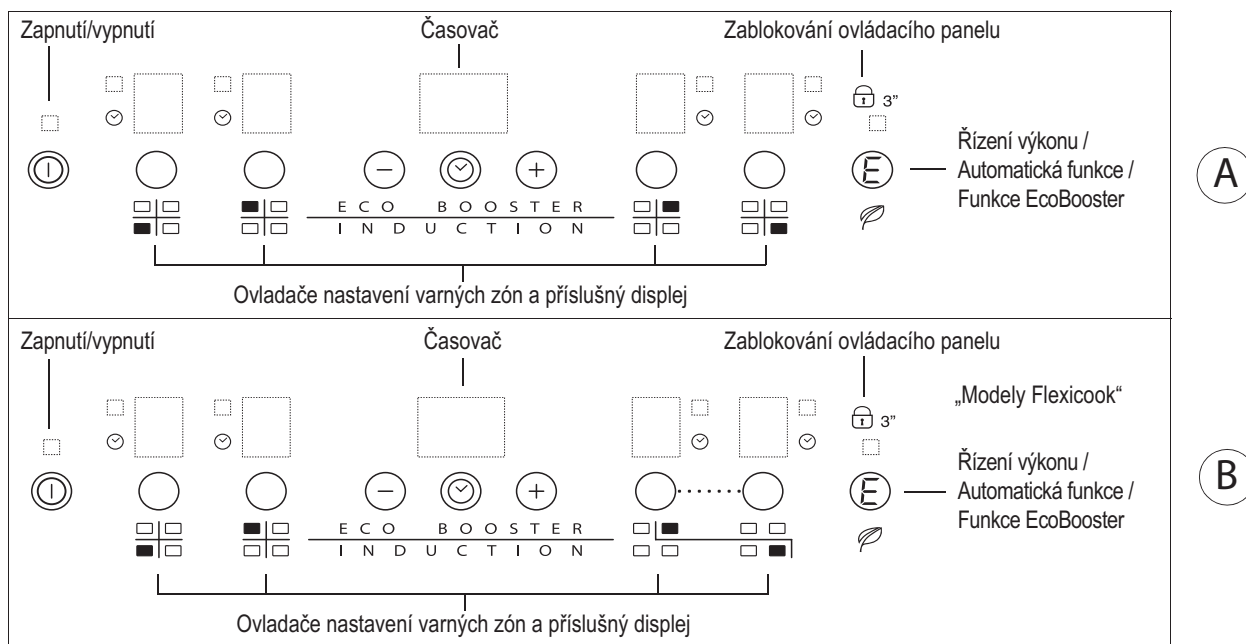 Zapnutí/vypnutí
Časovač
Zablokování ovládacího panelu
3”
E
Řízení výkonu /
Automatická funkce /
Funkce EcoBooster
A
ECO BOOSTER
INDUCTION
Ovladače nastavení varných zón a příslušný displej
Zapnutí/vypnutí
Časovač
Zablokování ovládacího panelu
„Modely Flexicook“
3”
E
Řízení výkonu /
Automatická funkce /
Funkce EcoBooster
B
ECO BOOSTER
INDUCTION
Ovladače nastavení varných zón a příslušný displej